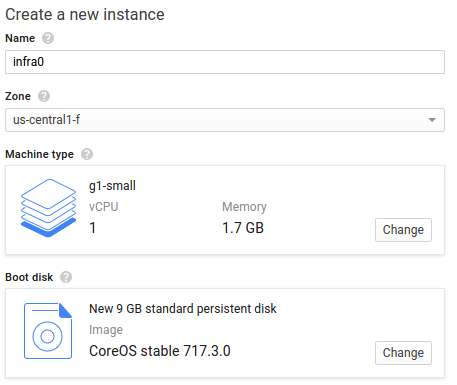 Create a new instance
Name ?
infra0
Zone ?
us-central1-f
Machine type ?
g1-small
vCPU Memory
1 1.7 GB
Change
Boot disk ?
New 9 GB standard persistent disk
Image
CoreOS stable 717.3.0
Change